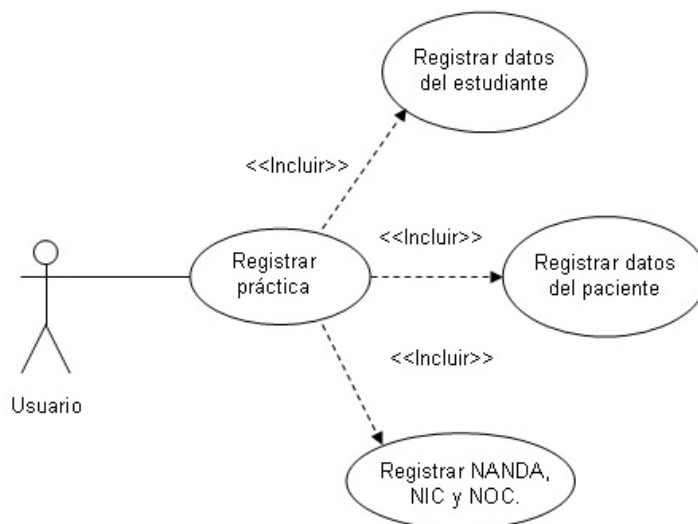 Registrar datos
del estudiante
<<Incluir>>
Registrar
práctica
<<Incluir>>
Registrar datos
del paciente
<<Incluir>>
Usuario
Registrar NANDA,
NIC y NOC.